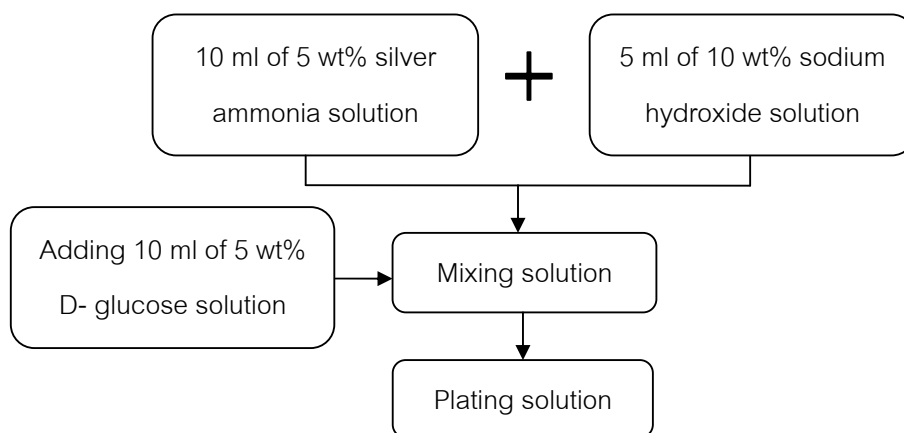 10 ml of 5 wt% silver
ammonia solution
+
5 ml of 10 wt% sodium
hydroxide solution
Adding 10 ml of 5 wt%
D- glucose solution
Mixing solution
Plating solution